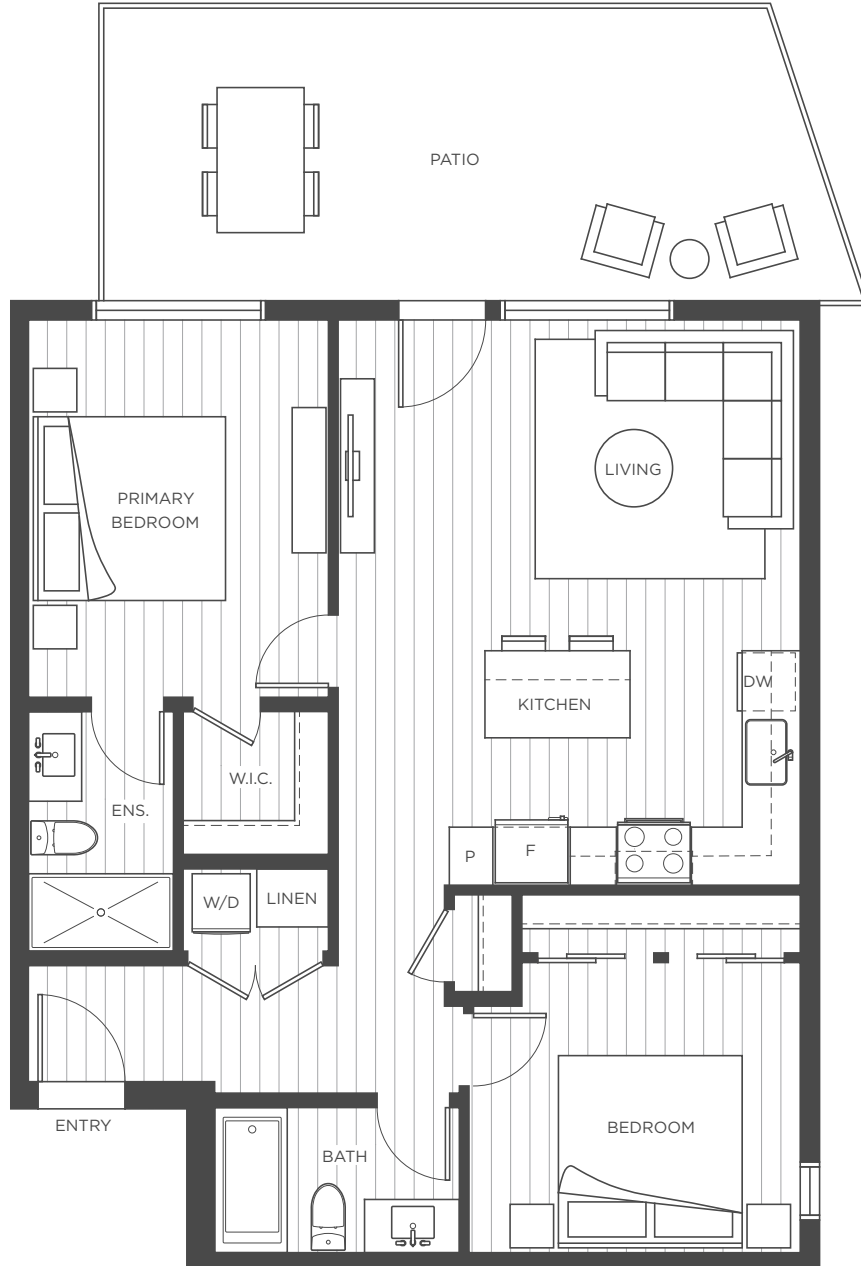 PATIO
LIVING
PRIMARY
BEDROOM
DW
KITCHEN
W.I.C.
ENS.
P
F
W/D
LINEN
ENTRY
BEDROOM
BATH